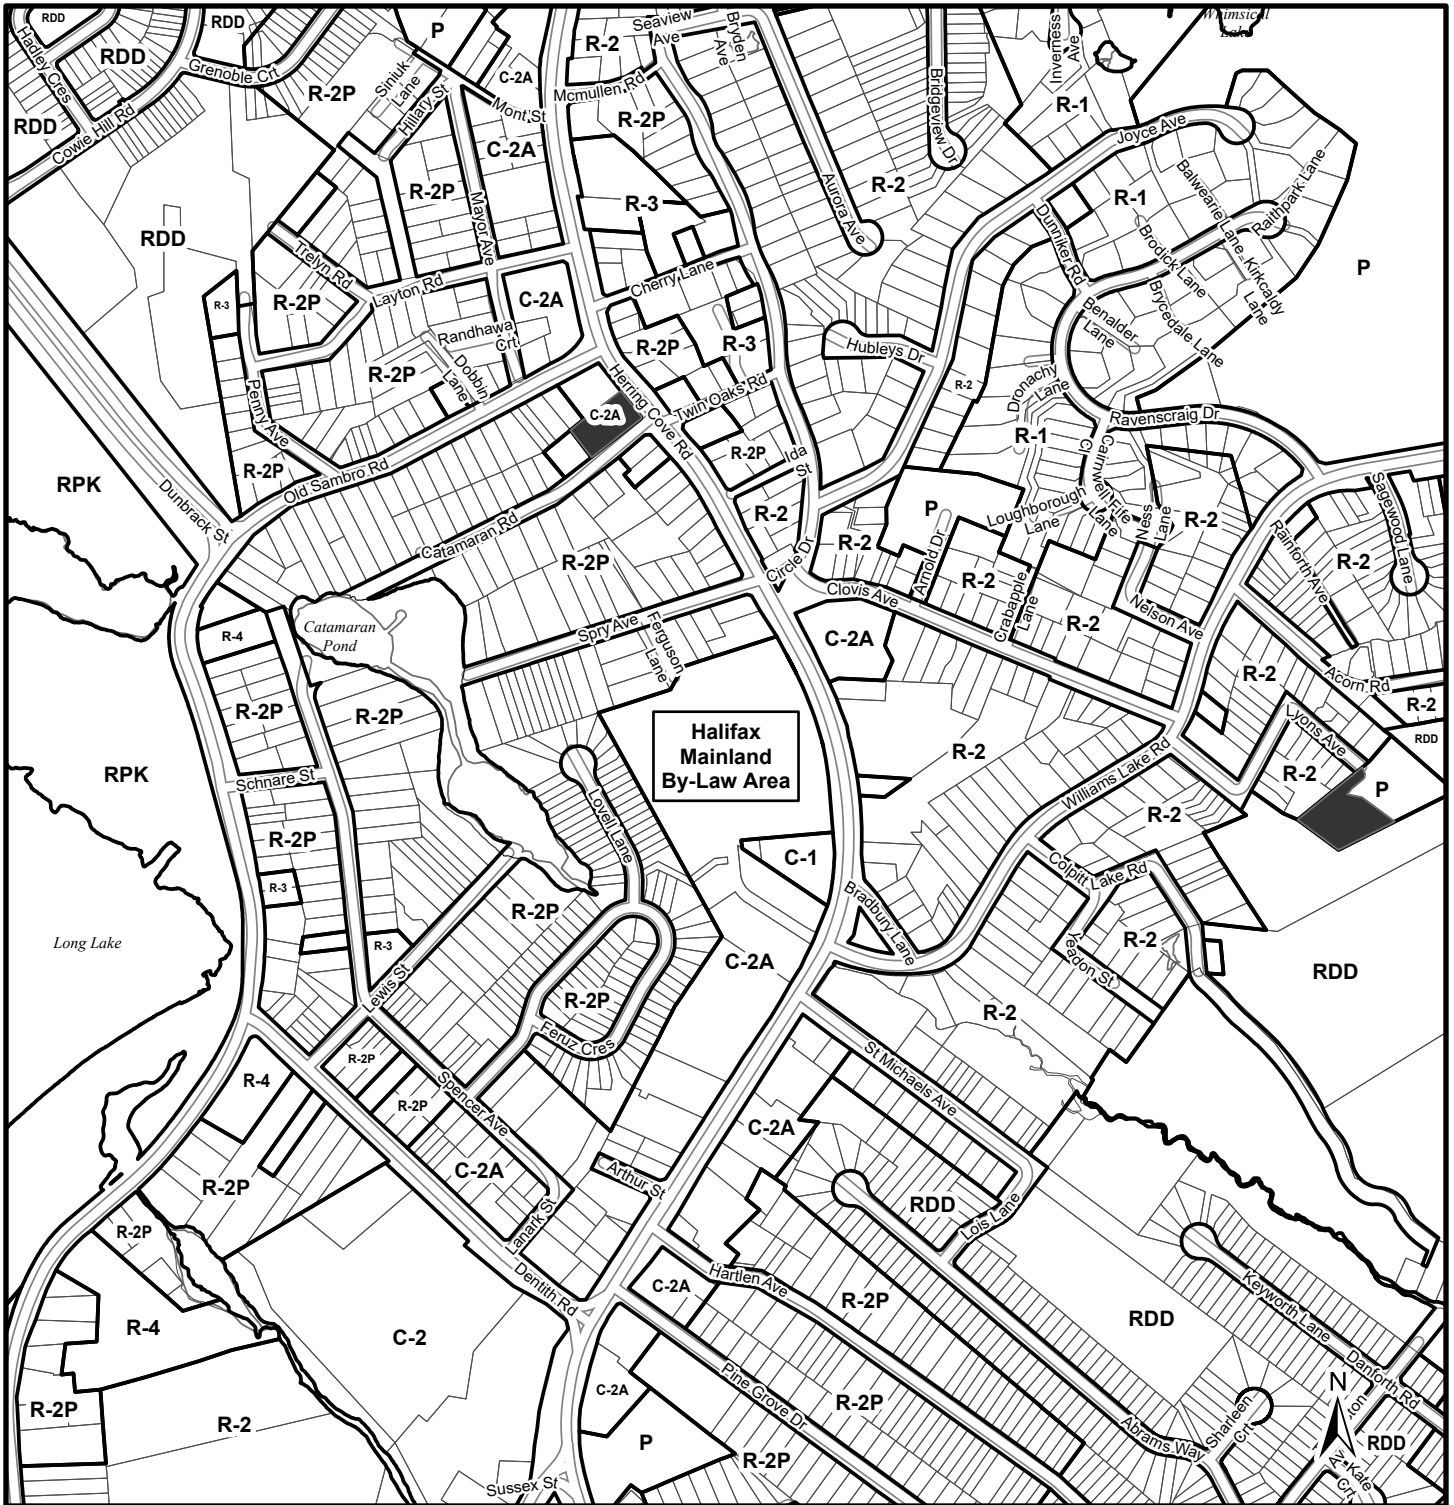 RDD
RDD
P
R-2
Seaview
Ave
Bryden
Ave
Inverness
Ave
Whimsical
Lake
Hadley Cres
RDD
Grenoble Crt
R-2P
Siniuk
Lane
Hillary St
C-2A
Mont St
Mcmullen Rd
R-2P
Bridgeview Dr
R-1
Joyce Ave
RDD
Cowie Hill Rd
C-2A
R-2P
Mayor Ave
R-3
Aurora Ave
R-2
R-1
Balwearie Lane
Raithpark Lane
RDD
Trelyn Rd
Dunniker Rd
Brodick Lane
Kirkcaldy
Lane
P
R-3
R-2P
Layton Rd
C-2A
Cherry Lane
Brycedale Lane
Benalder
Lane
Randhawa
Crt
R-2P
R-3
Hubleys Dr
R-2P
Dobbin
Lane
Herring Cove Rd
Twin Oaks Rd
R-2
Dronachy
Lane
Penny Ave
C-2A
Ravenscraig Dr
R-1
Cairnwell
Cl
RPK
R-2P
Old Sambro Rd
R-2P
Ida
St
Dunbrack St
R-2
P
Loughborough
Lane
Fife
Lane
Ness
Lane
R-2
Sagewood Lane
Catamaran Rd
R-2P
R-2
Circle Dr
Arnold Dr
R-2
Rainforth Ave
R-2
Clovis Ave
Crabapple
Lane
Nelson Ave
Catamaran
Pond
R-4
Spry Ave
Ferguson
Lane
C-2A
R-2
R-2
Acorn Rd
R-2P
R-2P
R-2
Lyons Ave
RDD
Halifax
Mainland
By-Law Area
R-2
RPK
Schnare St
Williams Lake Rd
R-2
P
Lovel Lane
R-2
R-2P
C-1
Colpitt Lake Rd
R-3
Bradbury Lane
R-2P
Long Lake
R-3
C-2A
Yeadon St
R-2
RDD
Lewis St
R-2P
R-2
Feruz Cres
R-2P
St Michaels Ave
R-4
R-2P
Spencer Ave
C-2A
C-2A
Arthur St
R-2P
RDD
Lois Lane
R-2P
Lanark St
Dentith Rd
C-2A
Hartlen Ave
R-2P
RDD
Keyworth Lane
R-4
C-2
Danforth Rd
N
R-2P
R-2
C-2A
Pine Grove Dr
R-2P
Abrams Way
Sharleen
Crt
RDD
P
R-2P
Kate
Crt
Sussex St